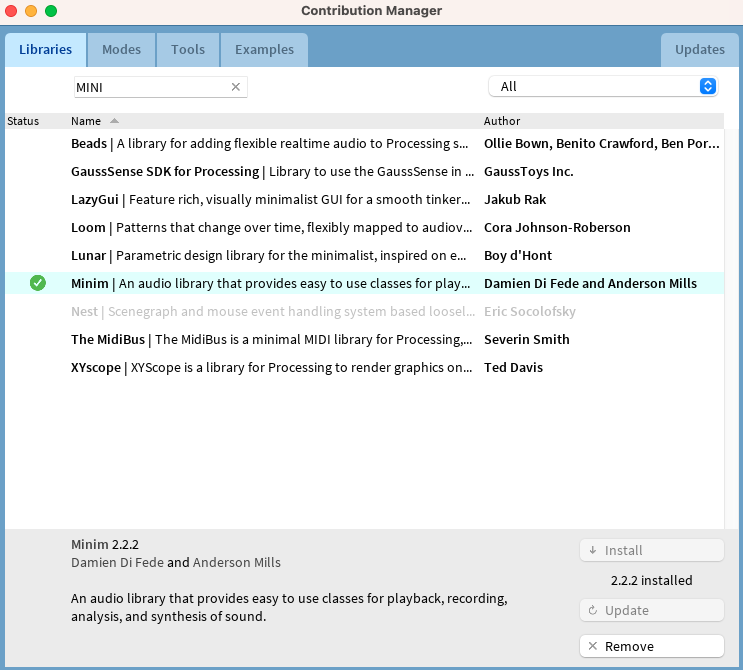 Contribution Manager
Libraries Modes Tools Examples Updates
MINI All
Status Name Author
Beads | A library for adding flexible realtime audio to Processing s... Ollie Bown, Benito Crawford, Ben Por...
GaussSense SDK for Processing | Library to use the GaussSense in ... GaussToys Inc.
LazyGui | Feature rich, visually minimalist GUI for a smooth tinker... Jakub Rak
Loom | Patterns that change over time, flexibly mapped to audiov... Cora Johnson-Roberson
Lunar | Parametric design library for the minimalist, inspired on e... Boy d'Hont
Minim | An audio library that provides easy to use classes for play... Damien Di Fede and Anderson Mills
Nest | Scenegraph and mouse event handling system based loosel... Eric Socolofsky
The MidiBus | The MidiBus is a minimal MIDI library for Processing,... Severin Smith
XYscope | XYScope is a library for Processing to render graphics on... Ted Davis
Minim 2.2.2
Damien Di Fede and Anderson Mills
An audio library that provides easy to use classes for playback, recording,
analysis, and synthesis of sound.
Install
2.2.2 installed
Update
Remove